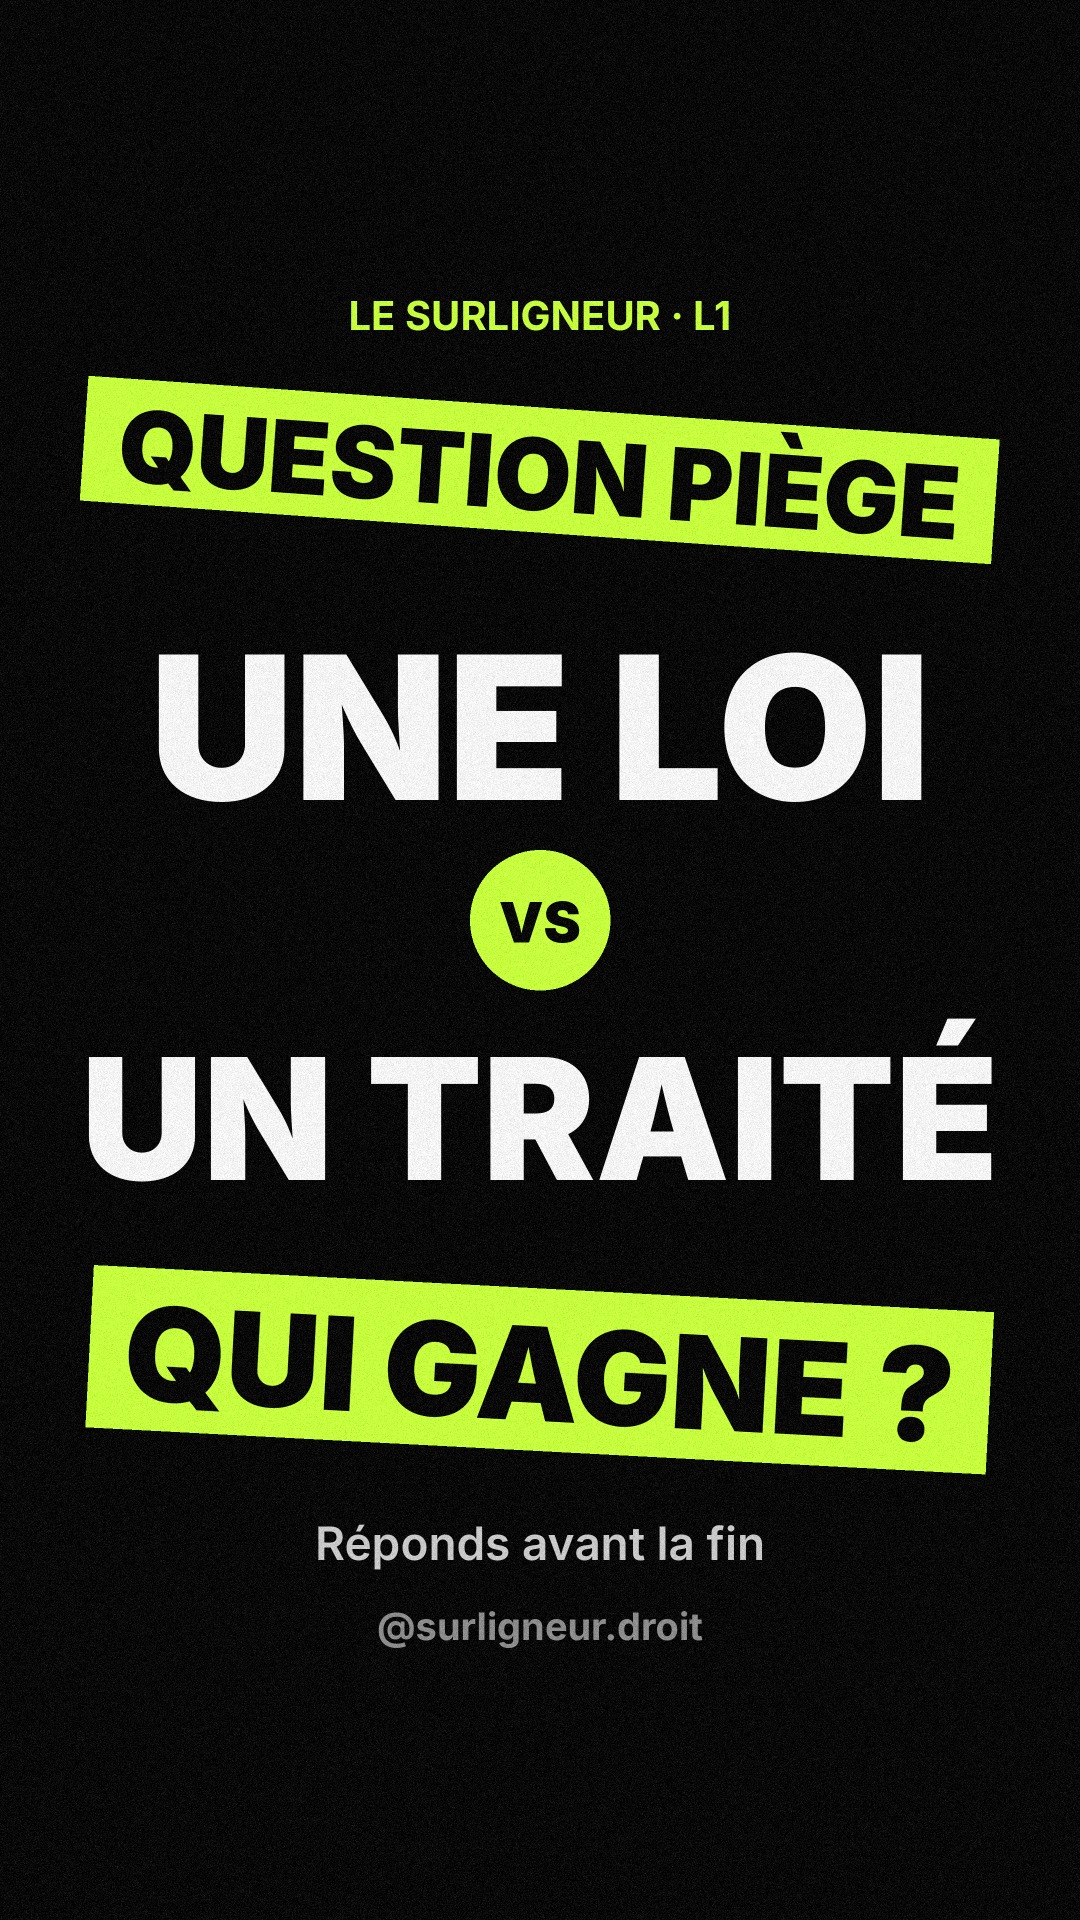 LE SURLIGNEUR · L1
QUESTION PIÈGE
UNE LOI
VS
UN TRAITÉ
QUI GAGNE ?
Réponds avant la fin
@surligneur.droit